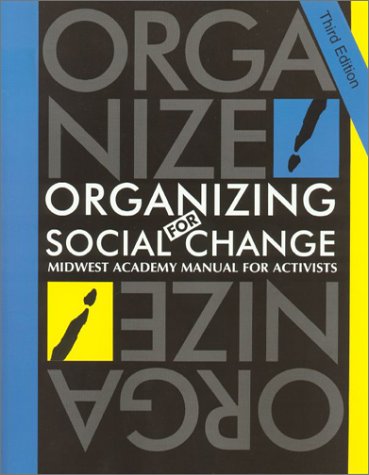 ORGA
NIZE!
Third Edition
ORGANIZING
FOR
SOCIAL CHANGE
MIDWEST ACADEMY MANUAL FOR ACTIVISTS
ORGA
NIZE!